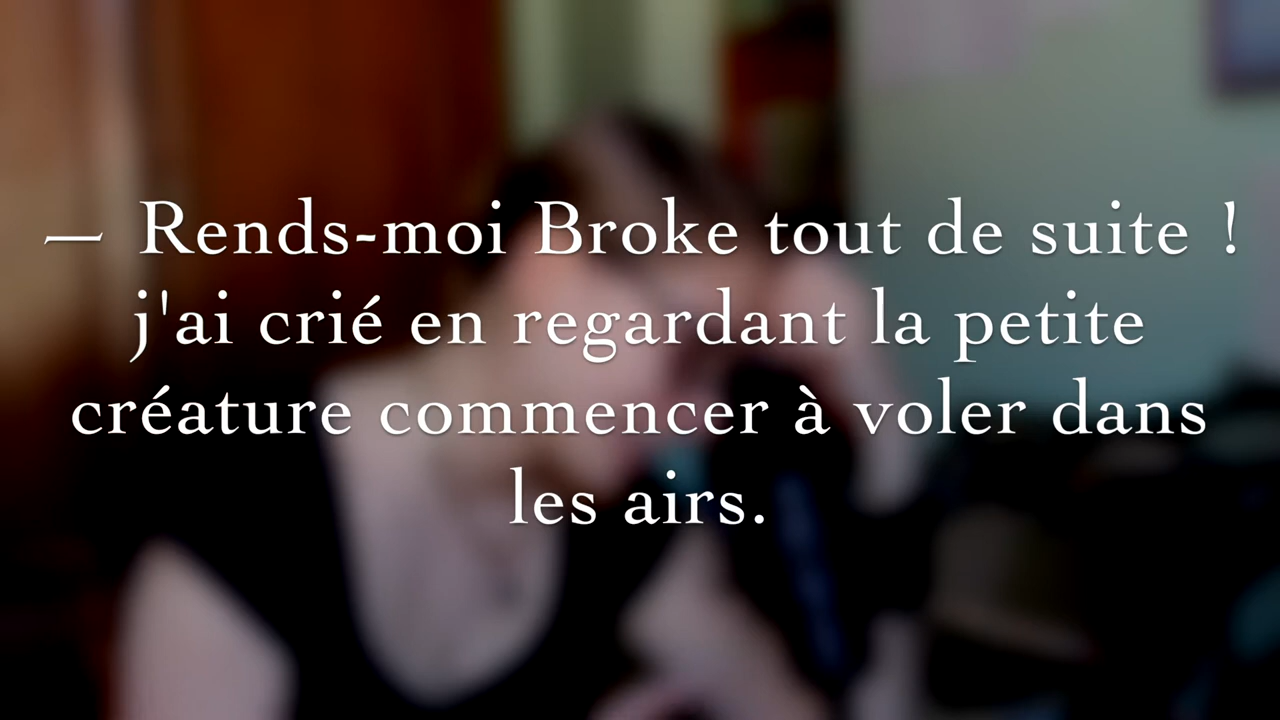 — Rends-moi Broke tout de suite !
j'ai crié en regardant la petite
créature commencer à voler dans
les airs.